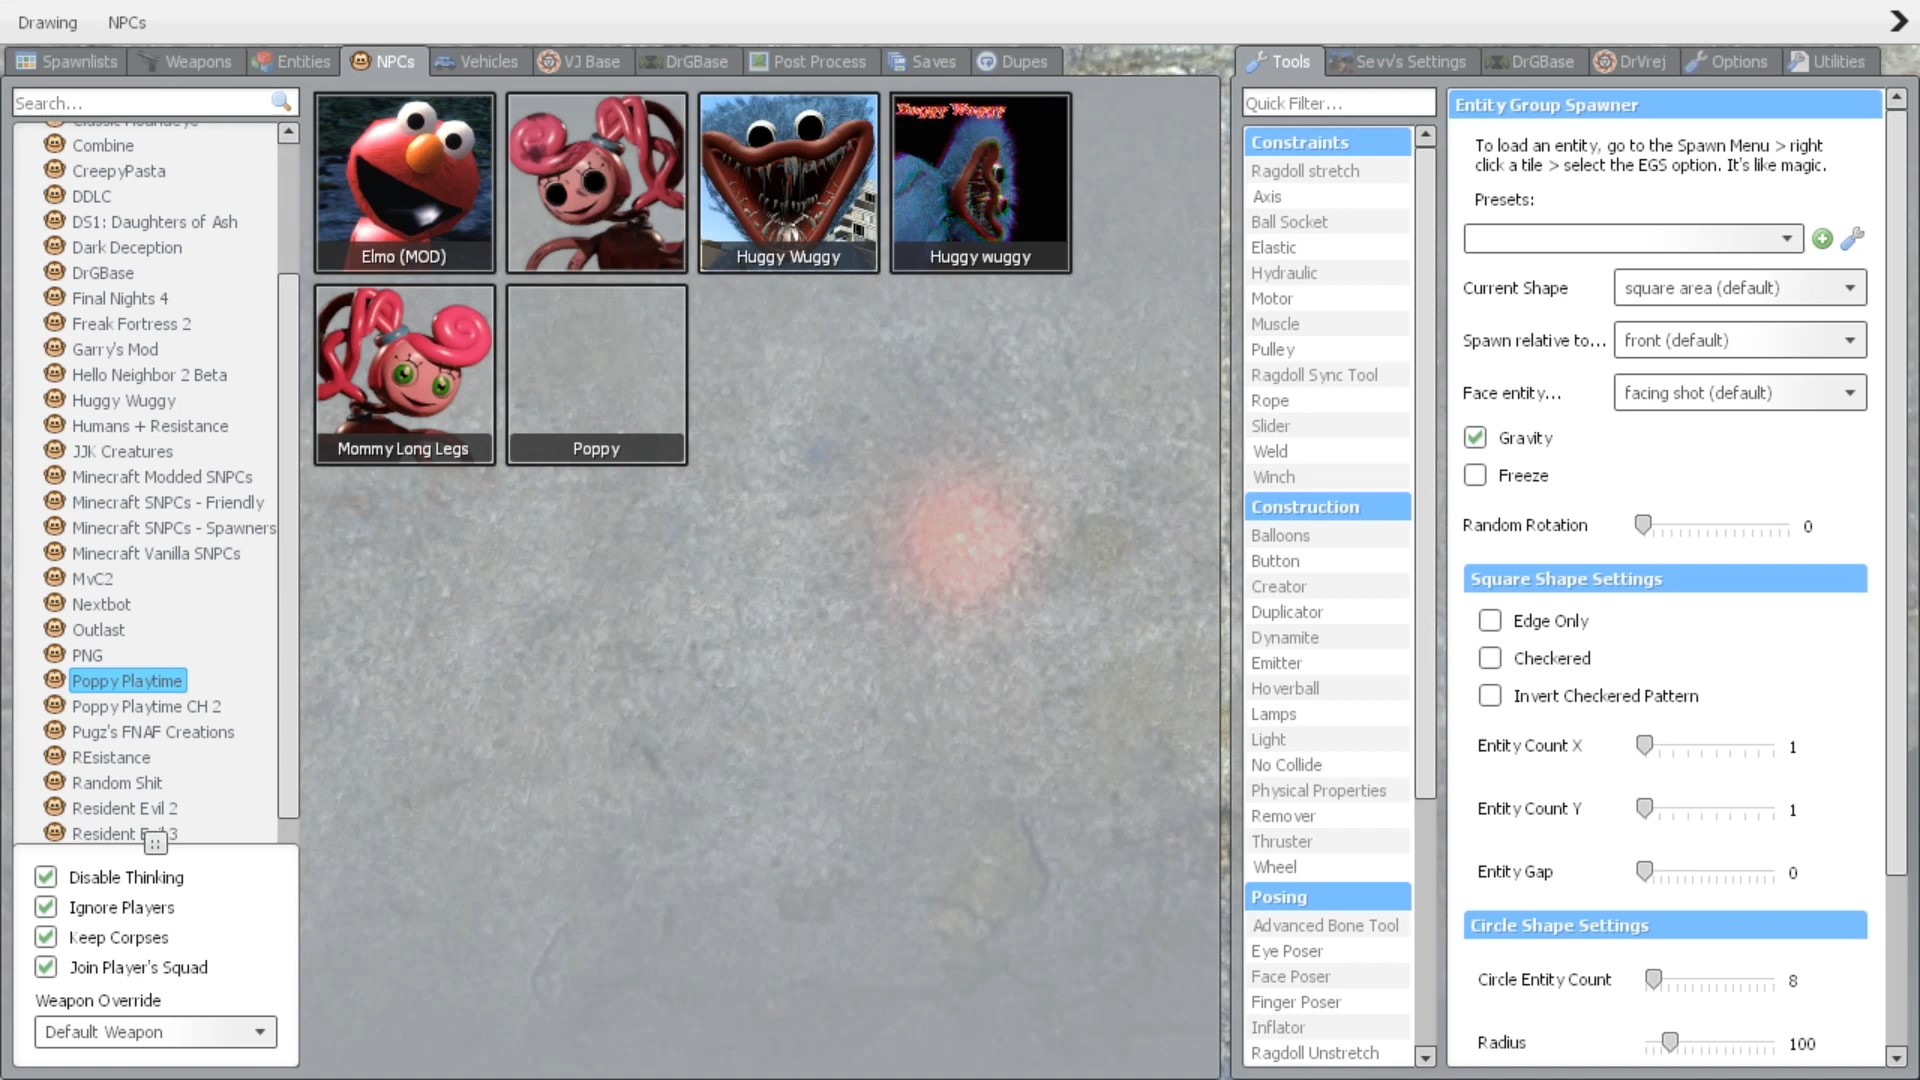 Drawing NPCs
Spawnlists Weapons Entities NPCs Vehicles VJ Base DrGBase Post Process Saves Dupes
Tools Sevv's Settings DrGBase DrVrej Options Utilities
Search...
Combine
CreepyPasta
DDLC
DS1: Daughters of Ash
Dark Deception
DrGBase
Final Nights 4
Freak Fortress 2
Garry's Mod
Hello Neighbor 2 Beta
Huggy Wuggy
Humans + Resistance
JJK Creatures
Minecraft Modded SNPCs
Minecraft SNPCs - Friendly
Minecraft SNPCs - Spawners
Minecraft Vanilla SNPCs
MvC2
Nextbot
Outlast
PNG
Poppy Playtime
Poppy Playtime CH 2
Pugz's FNAF Creations
REsistance
Random Shit
Resident Evil 2
Resident Evil 3
Disable Thinking
Ignore Players
Keep Corpses
Join Player's Squad
Weapon Override
Default Weapon
Elmo (MOD)
Huggy Wuggy
Huggy Wuggy
Huggy wuggy
Mommy Long Legs
Poppy
Quick Filter...
Constraints
Ragdoll stretch
Axis
Ball Socket
Elastic
Hydraulic
Motor
Muscle
Pulley
Ragdoll Sync Tool
Rope
Slider
Weld
Winch
Construction
Balloons
Button
Creator
Duplicator
Dynamite
Emitter
Hoverball
Lamps
Light
No Collide
Physical Properties
Remover
Thruster
Wheel
Posing
Advanced Bone Tool
Eye Poser
Face Poser
Finger Poser
Inflator
Ragdoll Unstretch
Entity Group Spawner
To load an entity, go to the Spawn Menu > right
click a tile > select the EGS option. It's like magic.
Presets:
Current Shape square area (default)
Spawn relative to... front (default)
Face entity... facing shot (default)
Gravity
Freeze
Random Rotation 0
Square Shape Settings
Edge Only
Checkered
Invert Checkered Pattern
Entity Count X 1
Entity Count Y 1
Entity Gap 0
Circle Shape Settings
Circle Entity Count 8
Radius 100